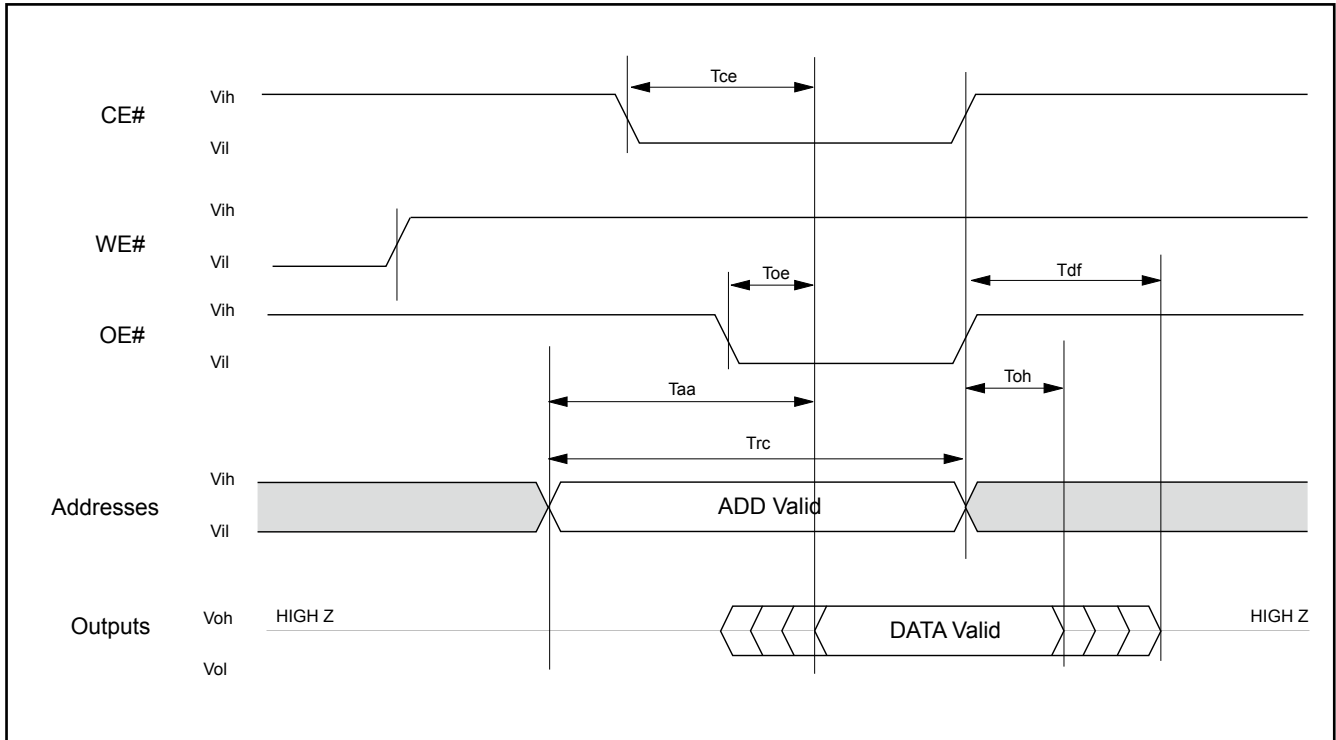 Tce
CE#
Vih
Vil
WE#
Vih
Vil
Toe
Tdf
OE#
Vih
Vil
Taa
Toh
Trc
Addresses
Vih
Vil
ADD Valid
Outputs
Voh
Vol
HIGH Z
DATA Valid
HIGH Z